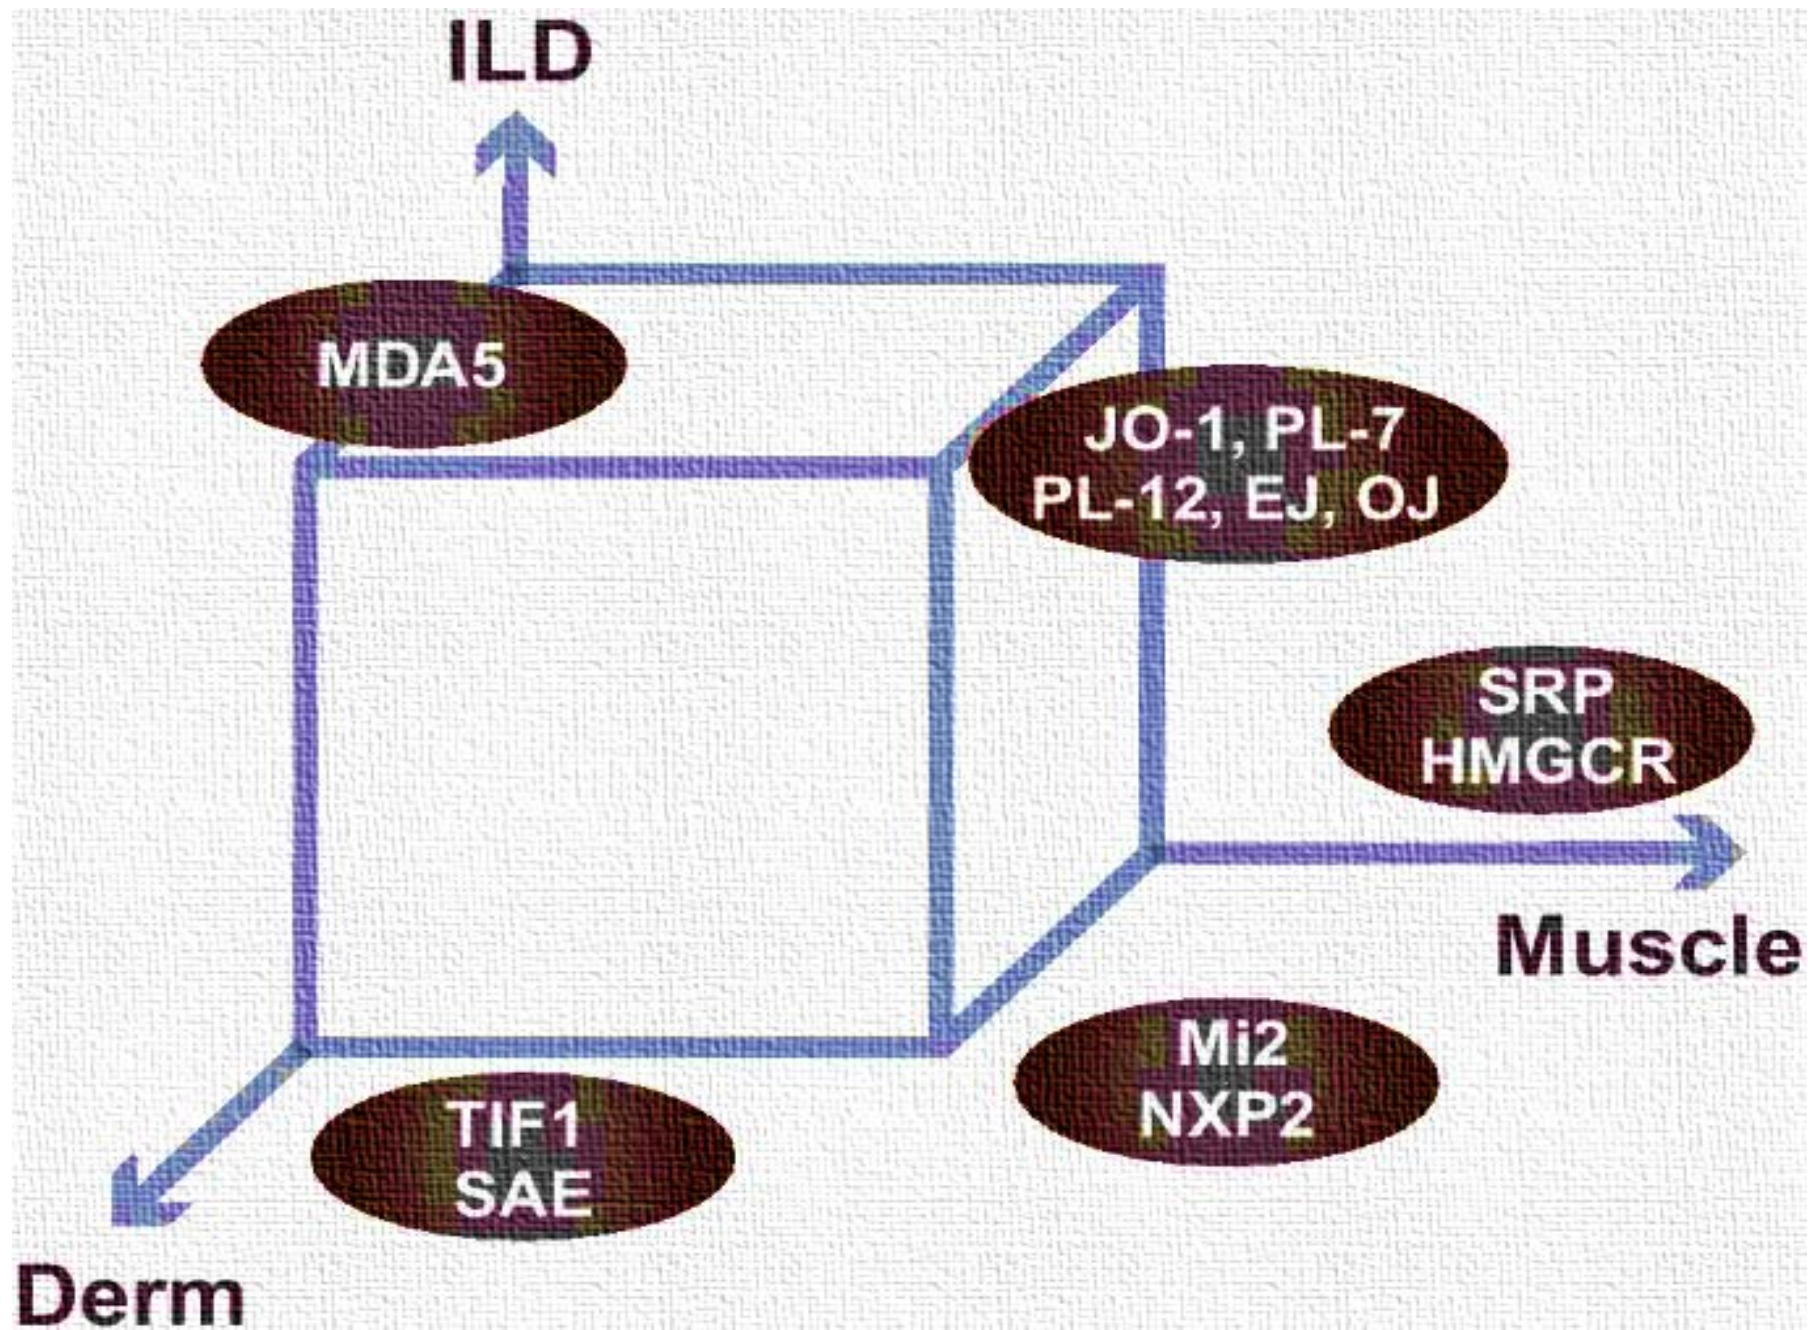 ILD
MDA5
JO-1, PL-7
PL-12, EJ, OJ
SRP
HMGCR
Muscle
Mi2
NXP2
TIF1
SAE
Derm